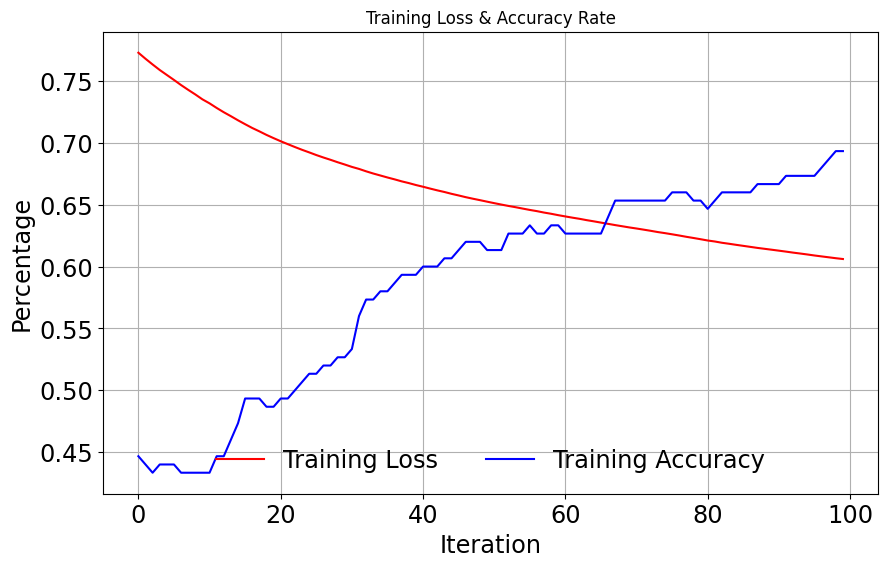 Training Loss & Accuracy Rate
Percentage
0.75
0.70
0.65
0.60
0.55
0.50
0.45
Training Loss
Training Accuracy
0 20 40 60 80 100
Iteration